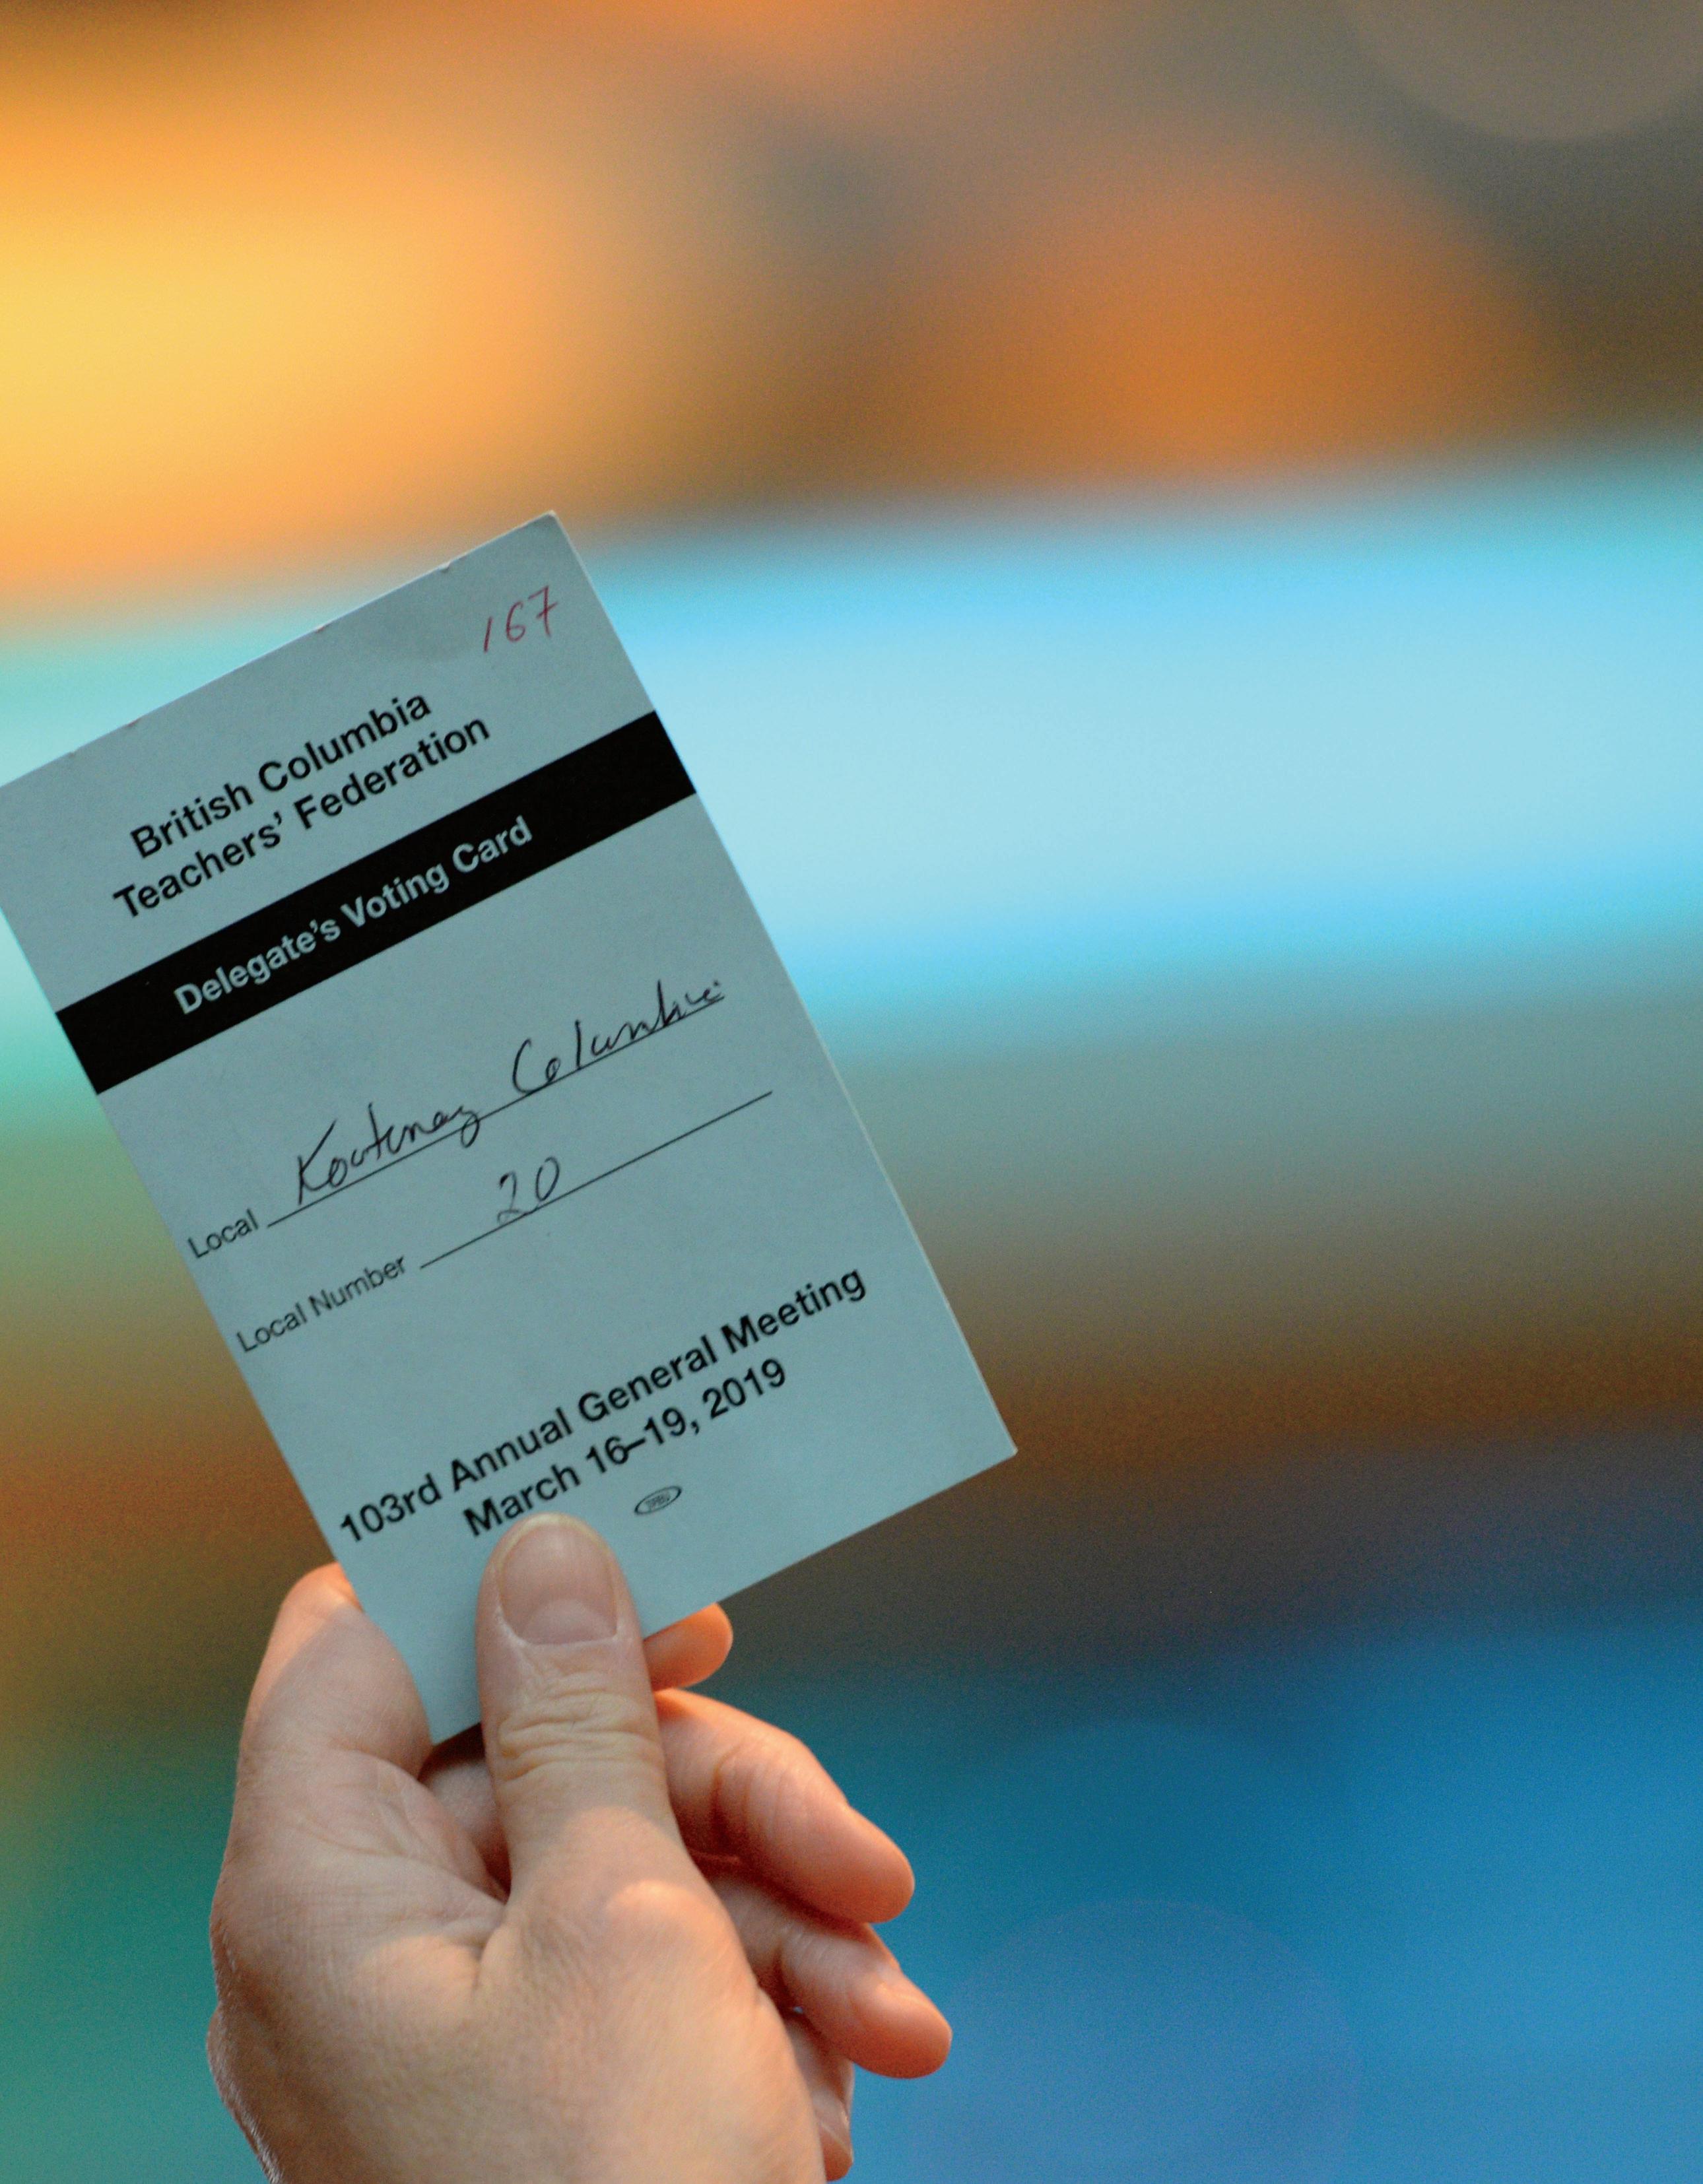 167
British Columbia
Teachers' Federation
Delegate's Voting Card
Local Kootenay Columbia
Local Number 20
103rd Annual General Meeting
March 16–19, 2019